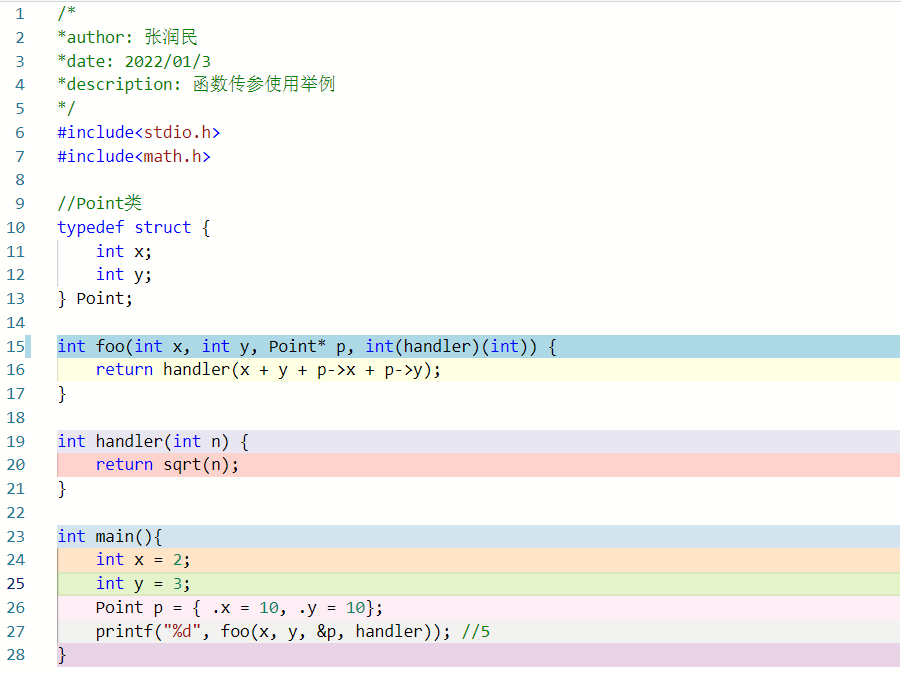 1 /*
2 *author: 张润民
3 *date: 2022/01/3
4 *description: 函数传参使用举例
5 */
6 #include<stdio.h>
7 #include<math.h>
8
9 //Point类
10 typedef struct {
11     int x;
12     int y;
13 } Point;
14
15 int foo(int x, int y, Point* p, int(handler)(int)) {
16     return handler(x + y + p->x + p->y);
17 }
18
19 int handler(int n) {
20     return sqrt(n);
21 }
22
23 int main(){
24     int x = 2;
25     int y = 3;
26     Point p = { .x = 10, .y = 10};
27     printf("%d", foo(x, y, &p, handler)); //5
28 }